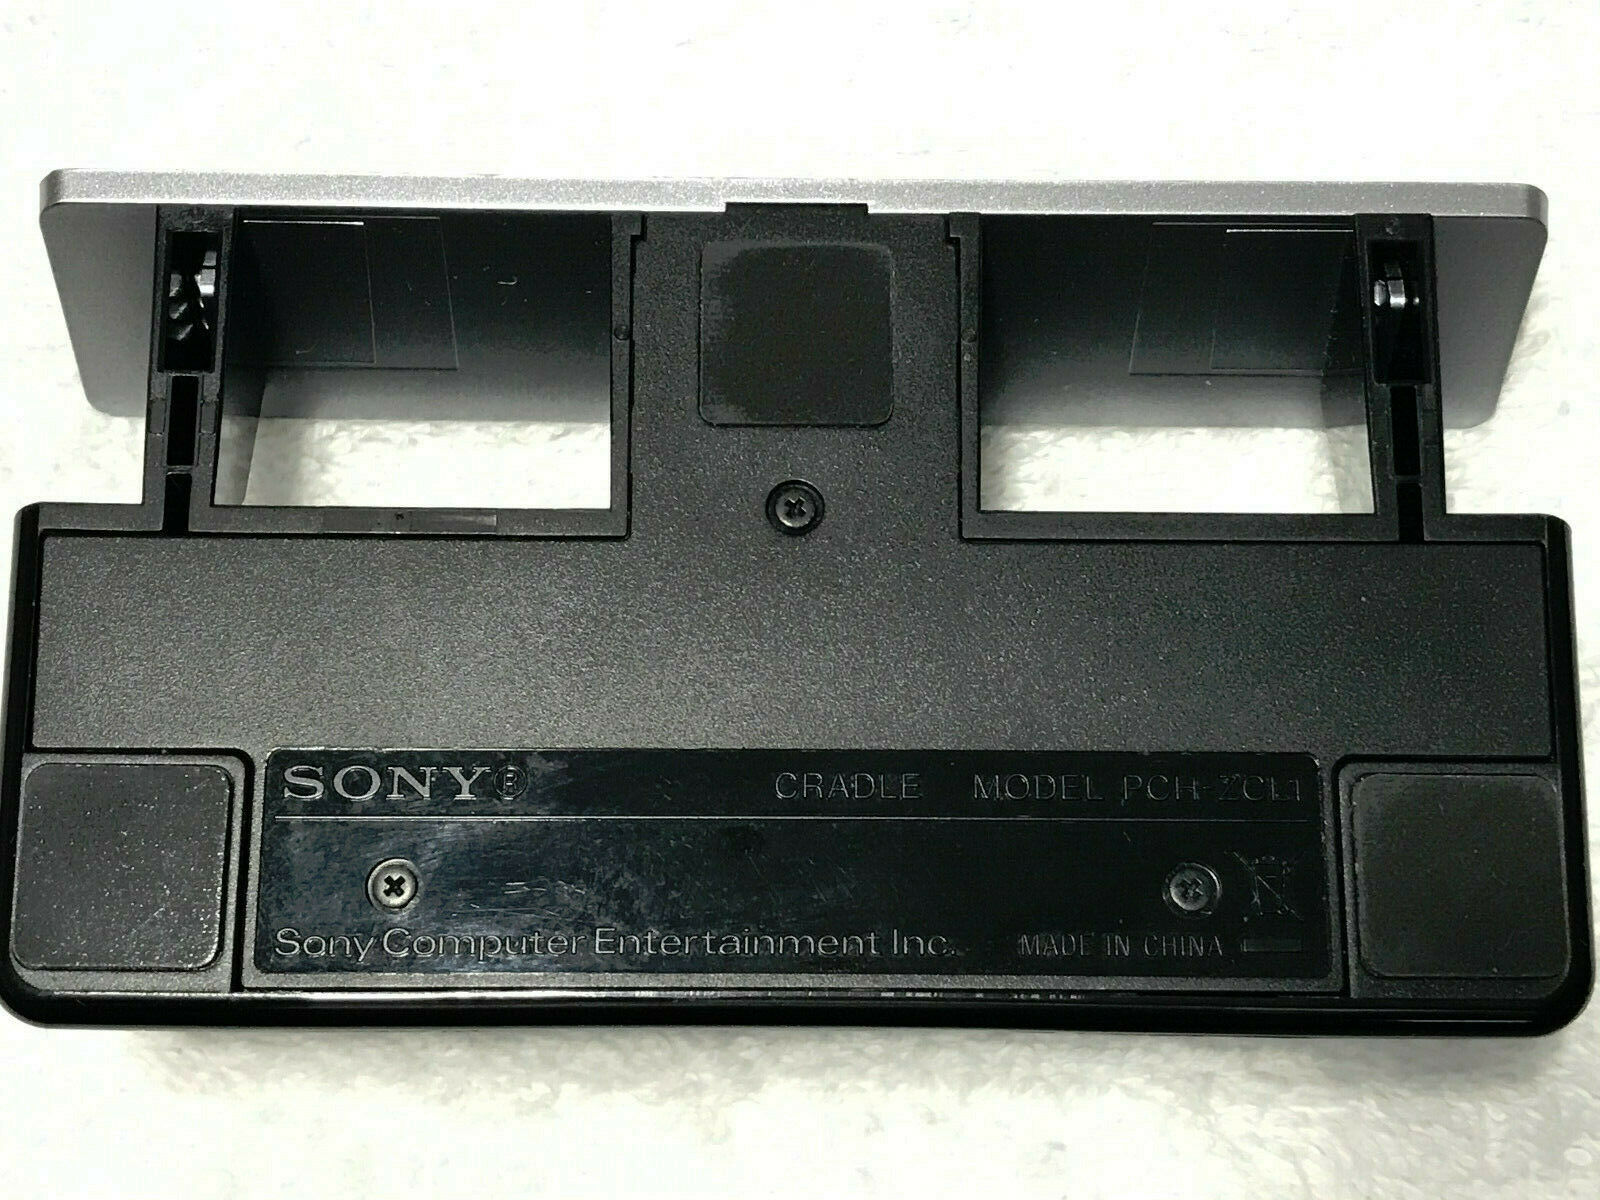 SONY® CRADLE MODEL PCH-ZCL1
Sony Computer Entertainment Inc. MADE IN CHINA